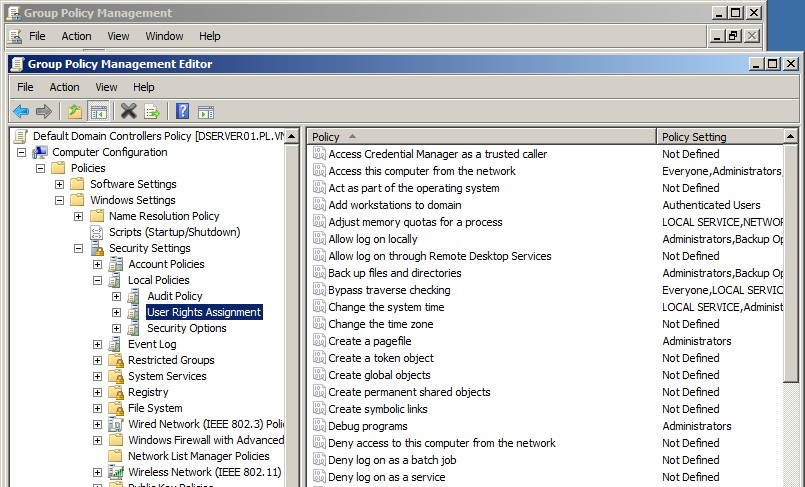 Group Policy Management
File Action View Window Help
Group Policy Management Editor
File Action View Help
Default Domain Controllers Policy [DSERVER01.PL.VN
Computer Configuration
Policies
Software Settings
Windows Settings
Name Resolution Policy
Scripts (Startup/Shutdown)
Security Settings
Account Policies
Local Policies
Audit Policy
User Rights Assignment
Security Options
Event Log
Restricted Groups
System Services
Registry
File System
Wired Network (IEEE 802.3) Poli
Windows Firewall with Advanced
Network List Manager Policies
Wireless Network (IEEE 802.11)
Public Key Policies
Policy Policy Setting
Access Credential Manager as a trusted caller Not Defined
Access this computer from the network Everyone,Administrators,
Act as part of the operating system Not Defined
Add workstations to domain Authenticated Users
Adjust memory quotas for a process LOCAL SERVICE,NETWOR
Allow log on locally Administrators,Backup Op
Allow log on through Remote Desktop Services Not Defined
Back up files and directories Administrators,Backup Op
Bypass traverse checking Everyone,LOCAL SERVIC
Change the system time LOCAL SERVICE,Administ
Change the time zone Not Defined
Create a pagefile Administrators
Create a token object Not Defined
Create global objects Not Defined
Create permanent shared objects Not Defined
Create symbolic links Not Defined
Debug programs Administrators
Deny access to this computer from the network Not Defined
Deny log on as a batch job Not Defined
Deny log on as a service Not Defined